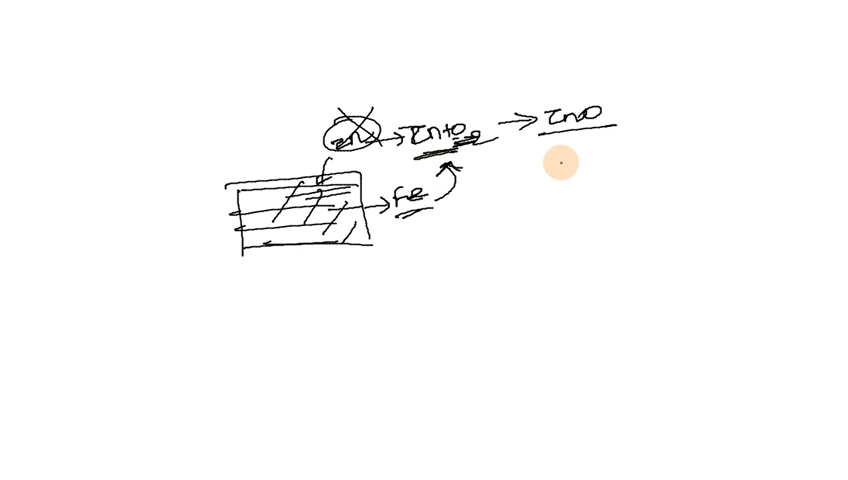 Zn → Zn+O₂ → ZnO
Fe